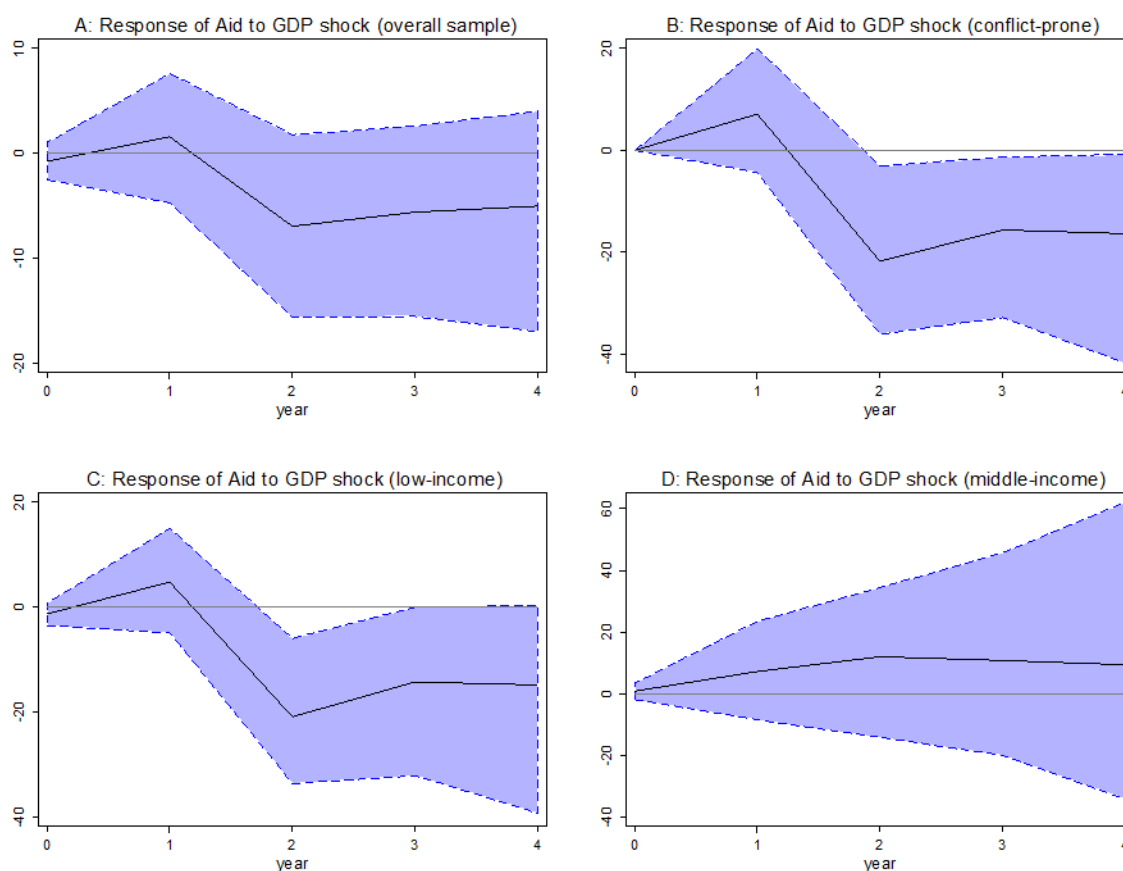 A: Response of Aid to GDP shock (overall sample)
10
0
-10
-20
0 1 2 3 4
year
B: Response of Aid to GDP shock (conflict-prone)
20
0
-20
-40
0 1 2 3 4
year
C: Response of Aid to GDP shock (low-income)
20
0
-20
-40
0 1 2 3 4
year
D: Response of Aid to GDP shock (middle-income)
60
40
20
0
-20
-40
0 1 2 3 4
year